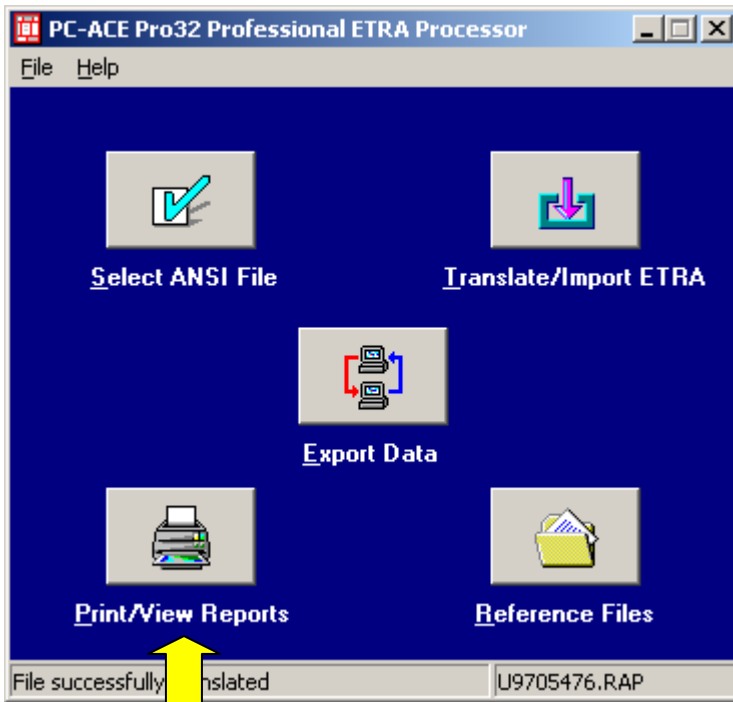 PC-ACE Pro32 Professional ETRA Processor
File Help
Select ANSI File
Translate/Import ETRA
Export Data
Print/View Reports
Reference Files
File successfully nslated
U9705476.RAP